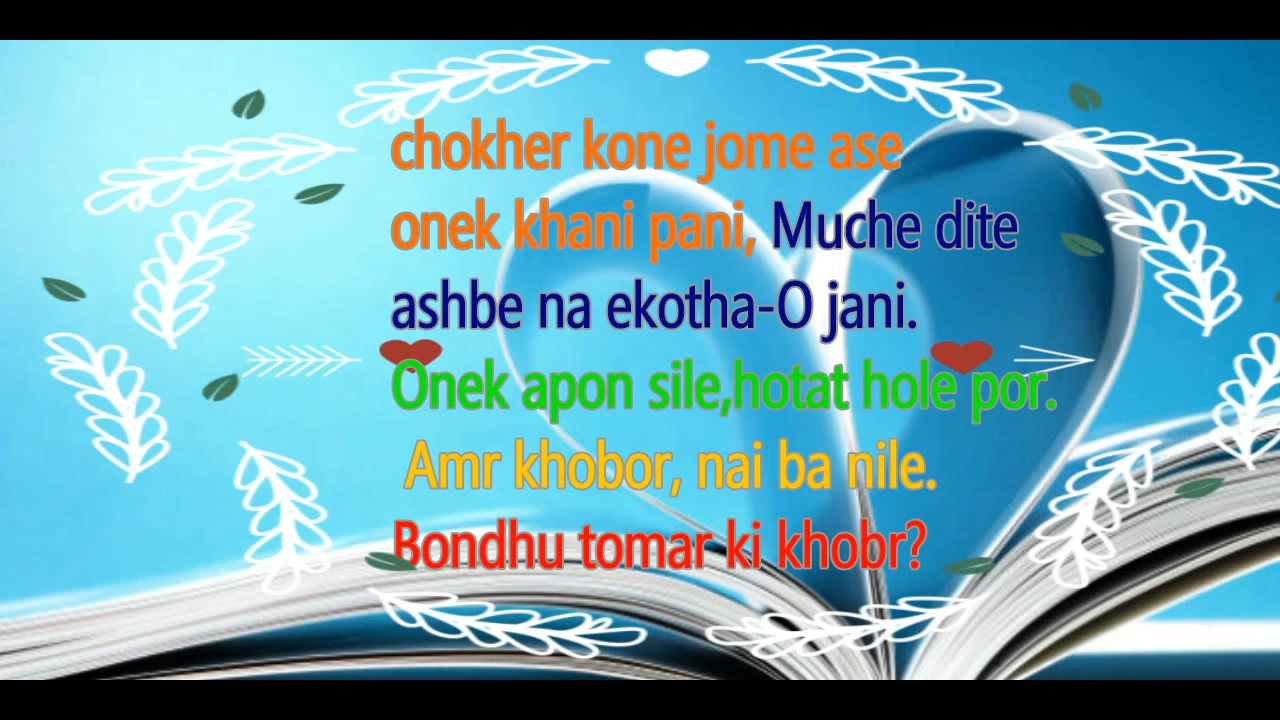 chokher kone jome ase
onek khani pani, Muche dite
ashbe na ekotha-O jani.
Onek apon sile,hotat hole por.
Amr khobor, nai ba nile.
Bondhu tomar ki khobr?